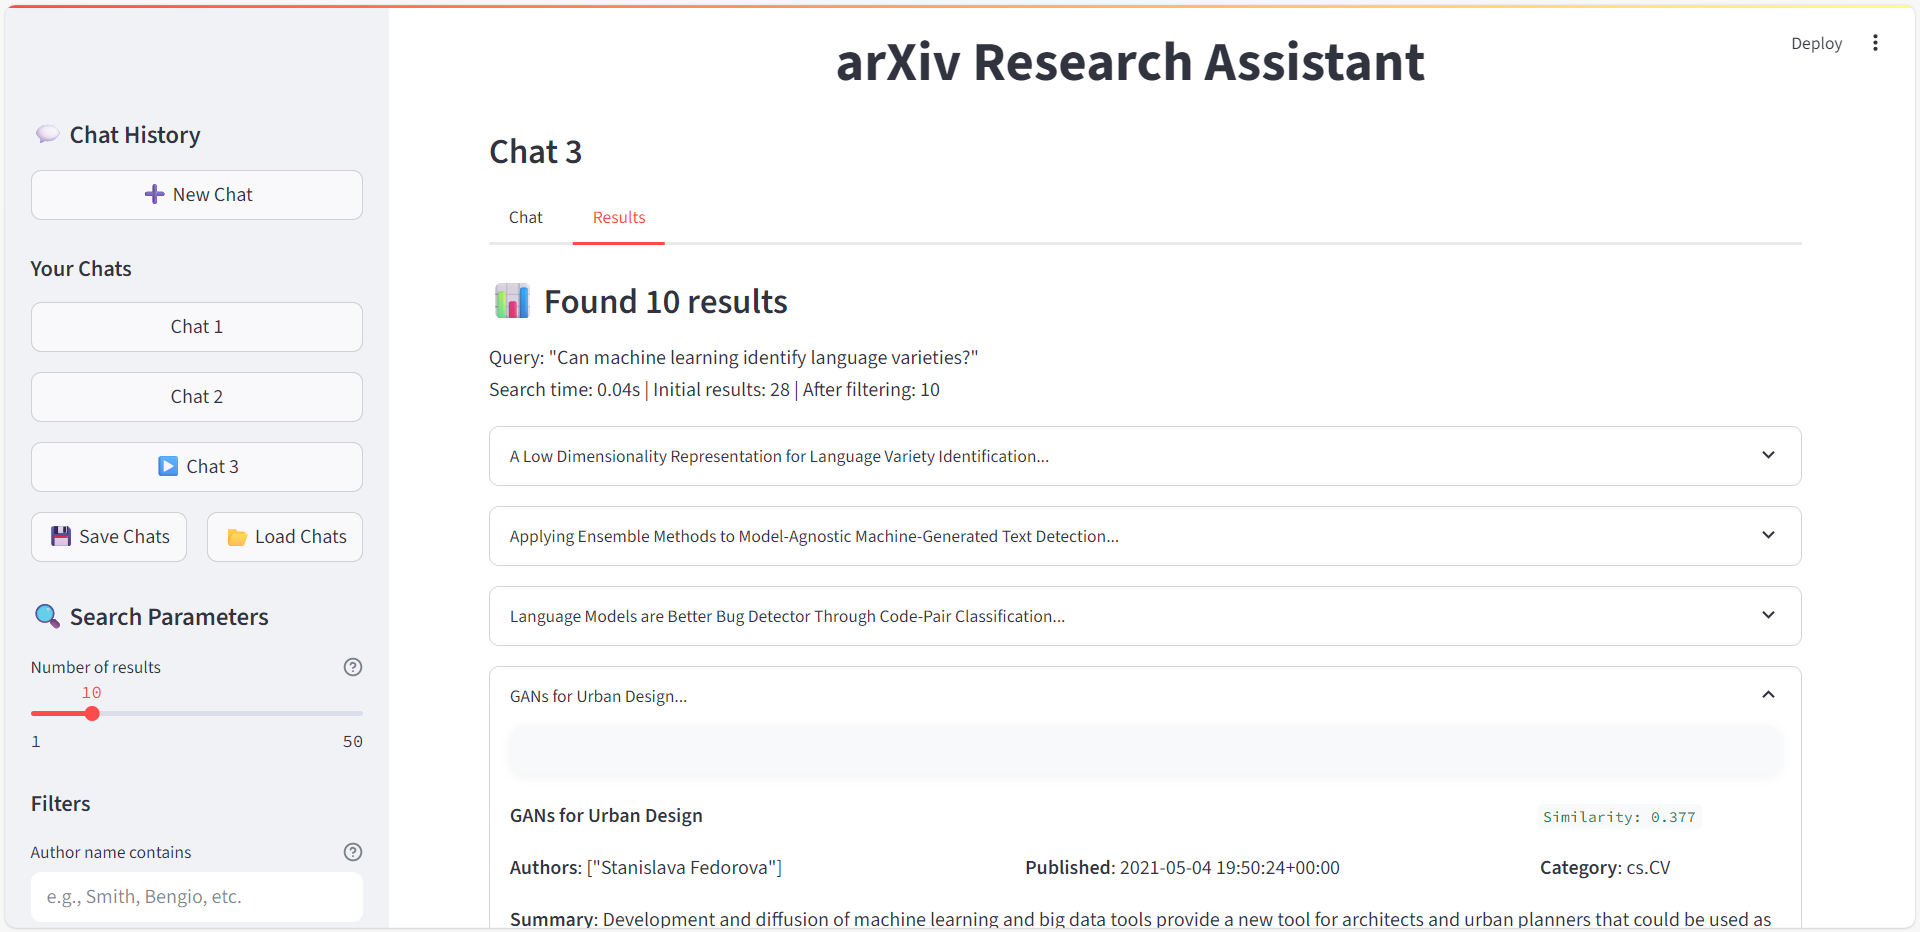 Deploy
arXiv Research Assistant
Chat History
New Chat
Your Chats
Chat 1
Chat 2
Chat 3
Save Chats
Load Chats
Search Parameters
Number of results
10
1
50
Filters
Author name contains
e.g., Smith, Bengio, etc.
Chat 3
Chat
Results
Found 10 results
Query: "Can machine learning identify language varieties?"
Search time: 0.04s | Initial results: 28 | After filtering: 10
A Low Dimensionality Representation for Language Variety Identification...
Applying Ensemble Methods to Model-Agnostic Machine-Generated Text Detection...
Language Models are Better Bug Detector Through Code-Pair Classification...
GANs for Urban Design...
GANs for Urban Design
Similarity: 0.377
Authors: ["Stanislava Fedorova"]
Published: 2021-05-04 19:50:24+00:00
Category: cs.CV
Summary: Development and diffusion of machine learning and big data tools provide a new tool for architects and urban planners that could be used as